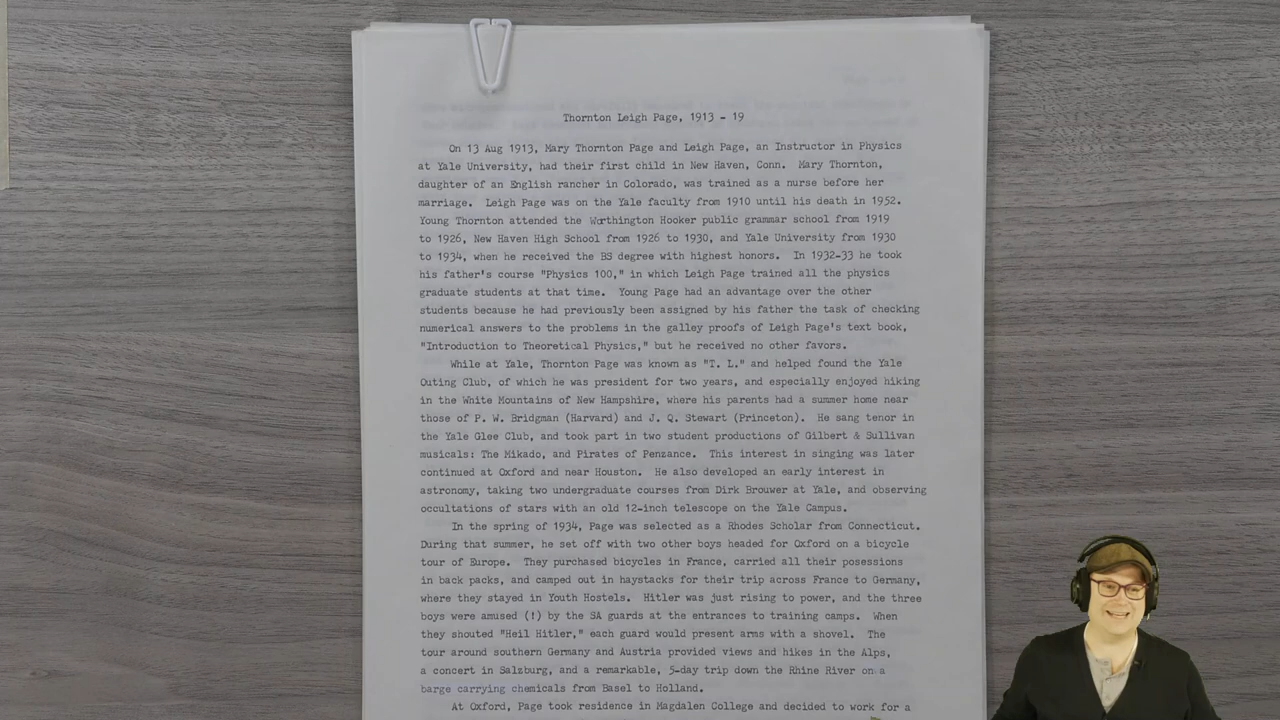 Thornton Leigh Page, 1913 - 19
On 13 Aug 1913, Mary Thornton Page and Leigh Page, an Instructor in Physics
at Yale University, had their first child in New Haven, Conn. Mary Thornton,
daughter of an English rancher in Colorado, was trained as a nurse before her
marriage. Leigh Page was on the Yale faculty from 1910 until his death in 1952.
Young Thornton attended the Worthington Hooker public grammar school from 1919
to 1926, New Haven High School from 1926 to 1930, and Yale University from 1930
to 1934, when he received the BS degree with highest honors. In 1932-33 he took
his father's course "Physics 100," in which Leigh Page trained all the physics
graduate students at that time. Young Page had an advantage over the other
students because he had previously been assigned by his father the task of checking
numerical answers to the problems in the galley proofs of Leigh Page's text book,
"Introduction to Theoretical Physics," but he received no other favors.
While at Yale, Thornton Page was known as "T. L." and helped found the Yale
Outing Club, of which he was president for two years, and especially enjoyed hiking
in the White Mountains of New Hampshire, where his parents had a summer home near
those of P. W. Bridgman (Harvard) and J. Q. Stewart (Princeton). He sang tenor in
the Yale Glee Club, and took part in two student productions of Gilbert & Sullivan
musicals: The Mikado, and Pirates of Penzance. This interest in singing was later
continued at Oxford and near Houston. He also developed an early interest in
astronomy, taking two undergraduate courses from Dirk Brouwer at Yale, and observing
occultations of stars with an old 12-inch telescope on the Yale Campus.
In the spring of 1934, Page was selected as a Rhodes Scholar from Connecticut.
During that summer, he set off with two other boys headed for Oxford on a bicycle
tour of Europe. They purchased bicycles in France, carried all their posessions
in back packs, and camped out in haystacks for their trip across France to Germany,
where they stayed in Youth Hostels. Hitler was just rising to power, and the three
boys were amused (!) by the SA guards at the entrances to training camps. When
they shouted "Heil Hitler," each guard would present arms with a shovel. The
tour around southern Germany and Austria provided views and hikes in the Alps,
a concert in Salzburg, and a remarkable, 5-day trip down the Rhine River on a
barge carrying chemicals from Basel to Holland.
At Oxford, Page took residence in Magdalen College and decided to work for a